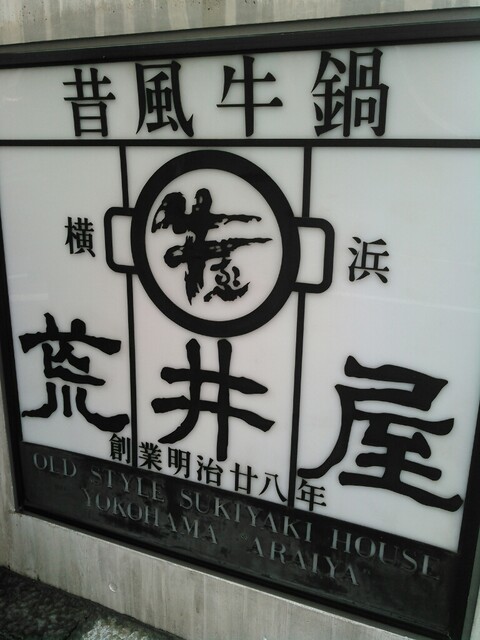 昔風牛鍋
横浜
荒井屋
創業明治廿八年
OLD STYLE SUKIYAKI HOUSE
YOKOHAMA ARAIYA